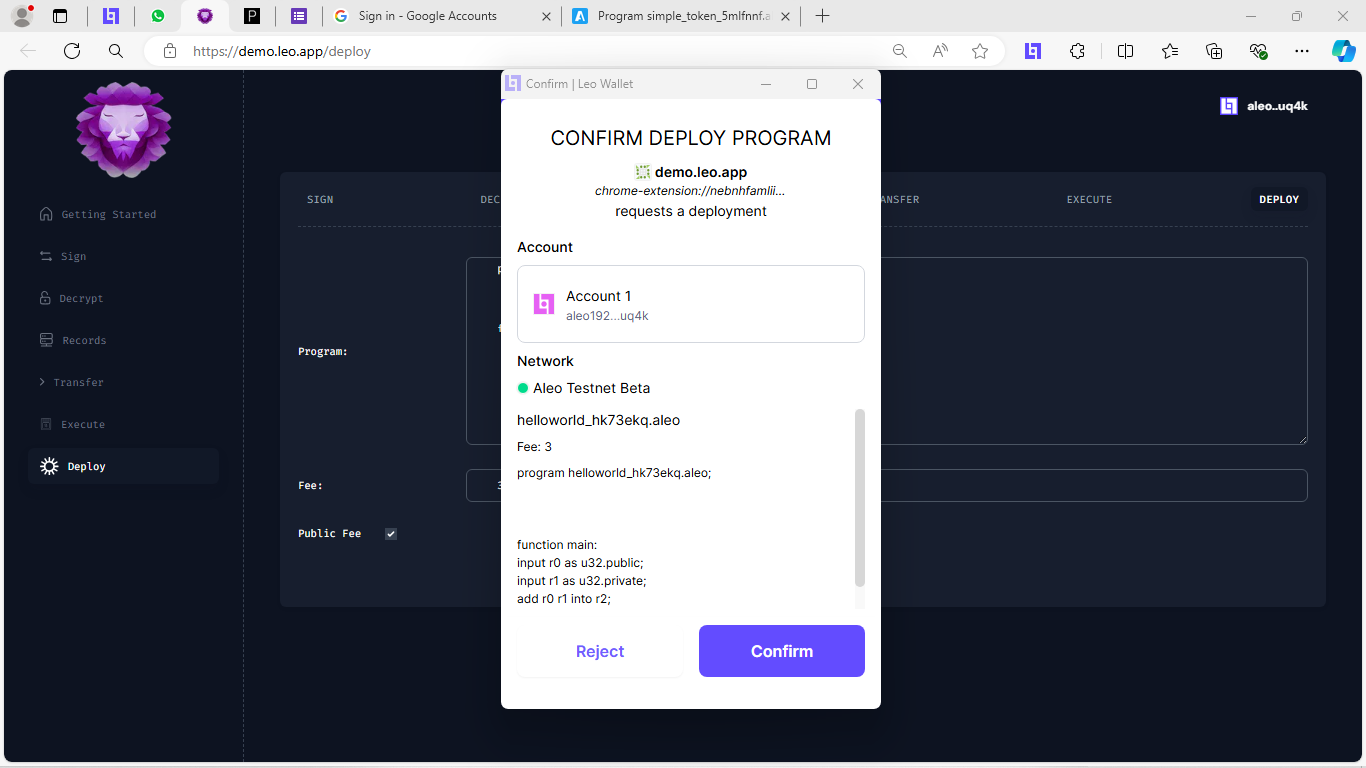 Sign in - Google Accounts
Program simple_token_5mlfnnf.a
https://demo.leo.app/deploy
Confirm | Leo Wallet
aleo..uq4k
CONFIRM DEPLOY PROGRAM
demo.leo.app
chrome-extension://nebnhfamlii...
requests a deployment
Getting Started
Sign
Decrypt
Records
Transfer
Execute
Deploy
SIGN
DEC
ANSFER
EXECUTE
DEPLOY
Program:
Fee:
Public Fee
Account
Account 1
aleo192...uq4k
Network
Aleo Testnet Beta
helloworld_hk73ekq.aleo
Fee: 3
program helloworld_hk73ekq.aleo;
function main:
input r0 as u32.public;
input r1 as u32.private;
add r0 r1 into r2;
Reject
Confirm